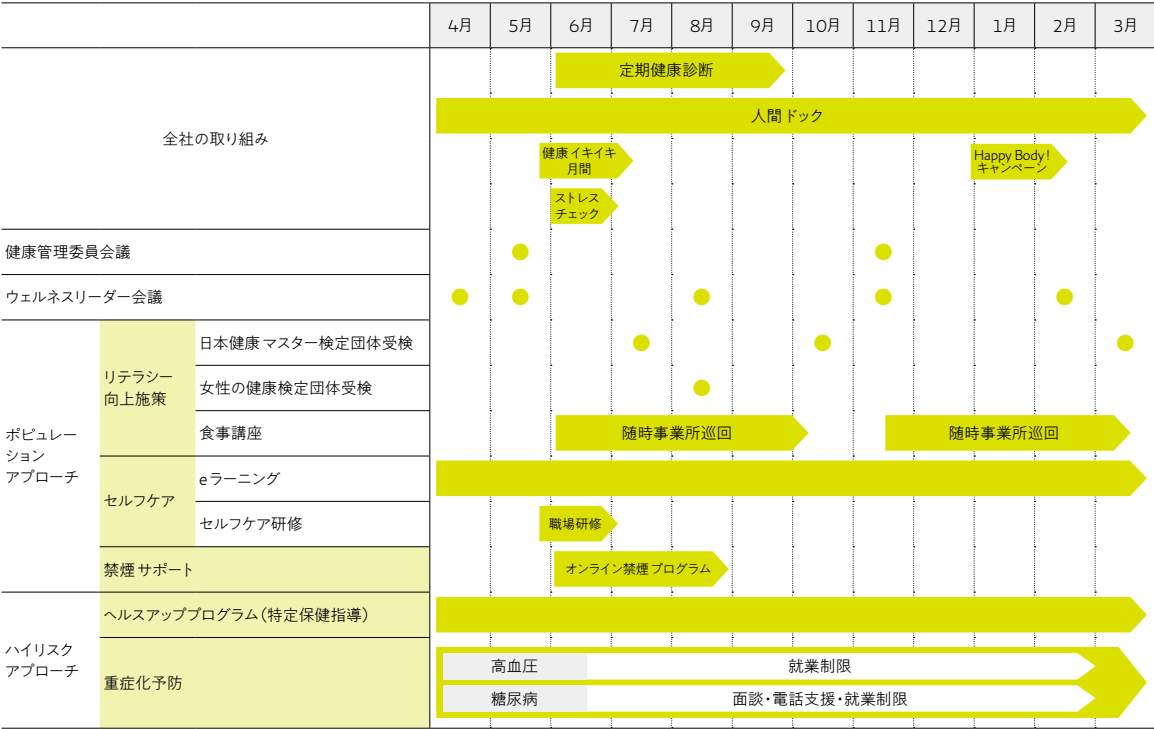 4月 5月 6月 7月 8月 9月 10月 11月 12月 1月 2月 3月
全社の取り組み
定期健康診断
人間ドック
健康イキイキ
月間
Happy Body!
キャンペーン
ストレス
チェック
健康管理委員会議
ウェルネスリーダー会議
ポピュレー
ション
アプローチ
リテラシー
向上施策
日本健康マスター検定団体受検
女性の健康検定団体受検
食事講座
随時事業所巡回
随時事業所巡回
セルフケア
eラーニング
セルフケア研修
職場研修
禁煙サポート
オンライン禁煙プログラム
ハイリスク
アプローチ
ヘルスアッププログラム（特定保健指導）
重症化予防
高血圧
就業制限
糖尿病
面談・電話支援・就業制限